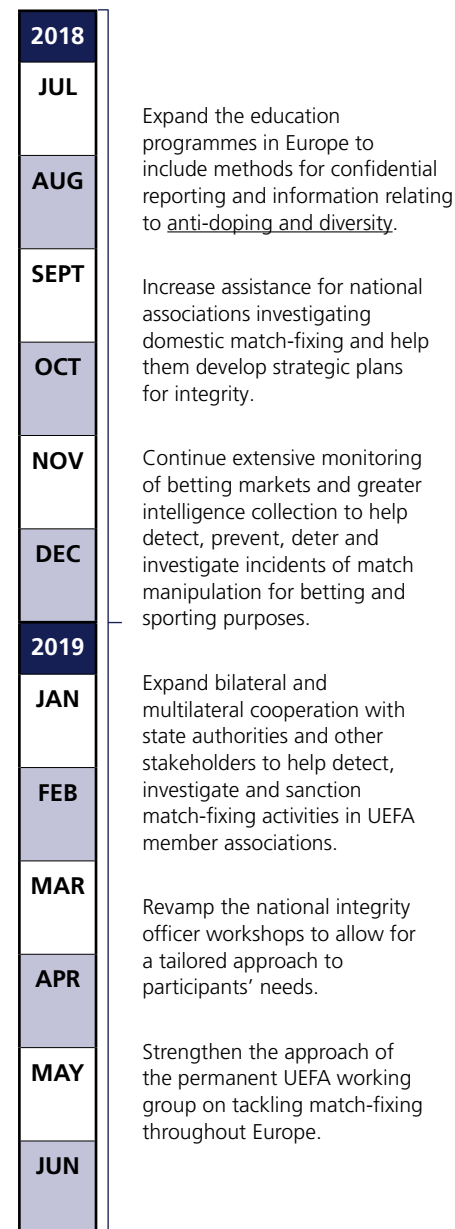 2018
JUL
AUG
SEPT
OCT
NOV
DEC
2019
JAN
FEB
MAR
APR
MAY
JUN
Expand the education
programmes in Europe to
include methods for confidential
reporting and information relating
to anti-doping and diversity.
Increase assistance for national
associations investigating
domestic match-fixing and help
them develop strategic plans
for integrity.
Continue extensive monitoring
of betting markets and greater
intelligence collection to help
detect, prevent, deter and
investigate incidents of match
manipulation for betting and
sporting purposes.
Expand bilateral and
multilateral cooperation with
state authorities and other
stakeholders to help detect,
investigate and sanction
match-fixing activities in UEFA
member associations.
Revamp the national integrity
officer workshops to allow for
a tailored approach to
participants’ needs.
Strengthen the approach of
the permanent UEFA working
group on tackling match-fixing
throughout Europe.